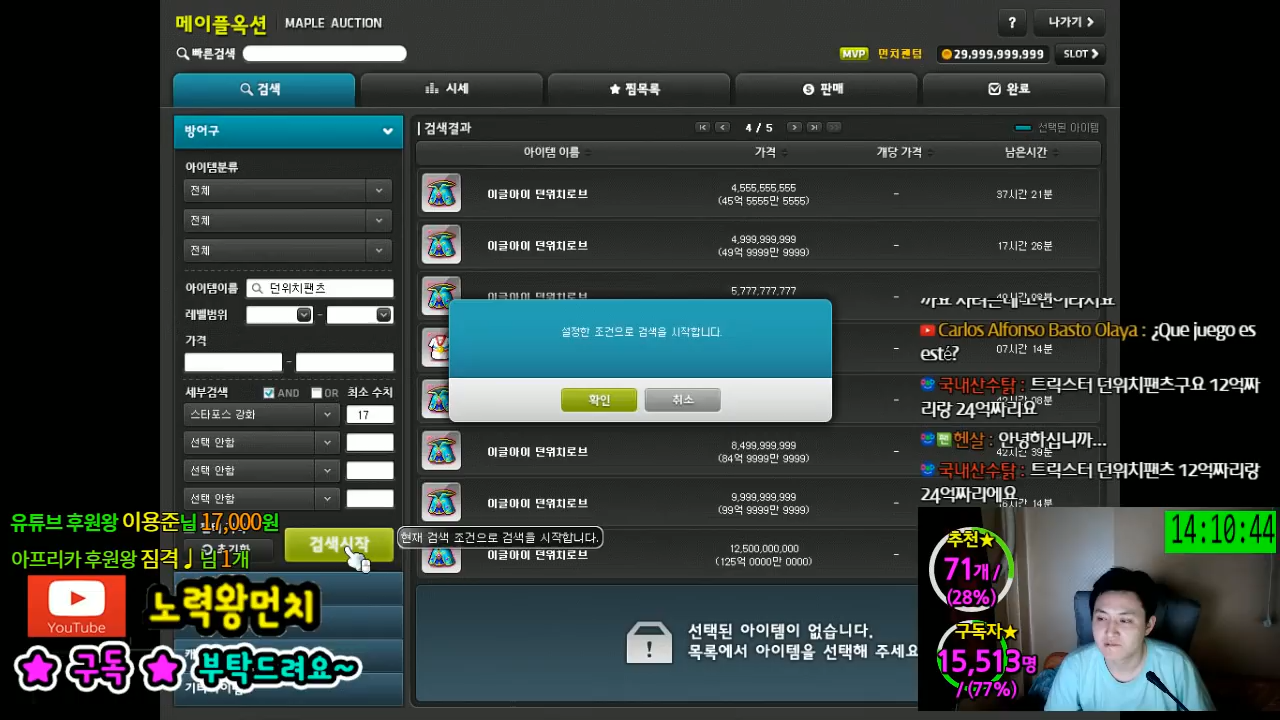 메이플옥션 MAPLE AUCTION
? 나가기
빠른검색
MVP 먼치퀀텀 29,999,999,999 SLOT
검색 시세 찜목록 판매 완료
방어구
아이템분류
전체
전체
전체
아이템이름 던위치팬츠
레벨범위 -
가격
-
세부검색 AND OR 최소 수치
스타포스 강화 17
선택 안함
선택 안함
선택 안함
초기화 검색시작
현재 검색 조건으로 검색을 시작합니다.
검색결과 4 / 5 선택된 아이템
아이템 이름 가격 개당 가격 남은시간
이글아이 던위치로브 4,555,555,555 - 37시간 21분
(45억 5555만 5555)
이글아이 던위치로브 4,999,999,999 - 17시간 26분
(49억 9999만 9999)
이글아이 던위치로브 5,777,777,777
설정한 조건으로 검색을 시작합니다.
확인 취소
07시간 14분
이글아이 던위치로브 8,499,999,999 - 42시간 39분
(84억 9999만 9999)
이글아이 던위치로브 9,999,999,999 -
(99억 9999만 9999)
이글아이 던위치로브 12,500,000,000 -
(125억 0000만 0000)
선택된 아이템이 없습니다.
목록에서 아이템을 선택해 주세요
Carlos Alfonso Basto Olaya : ¿Que juego es
esté?
국내산수탉 : 트릭스터 던위치팬츠구요 12억짜
리랑 24억짜리요
팬 헨살 : 안녕하십니까...
국내산수탉 : 트릭스터 던위치팬츠 12억짜리랑
24억짜리에요
유튜브 후원왕 이용준님 17,000원
아프리카 후원왕 짐격♩님 1개
YouTube 노력왕먼치
★ 구독 ★ 부탁드려요~
14:10:44
추천★
71개 /
(28%)
구독자★
15,513명
/ (77%)